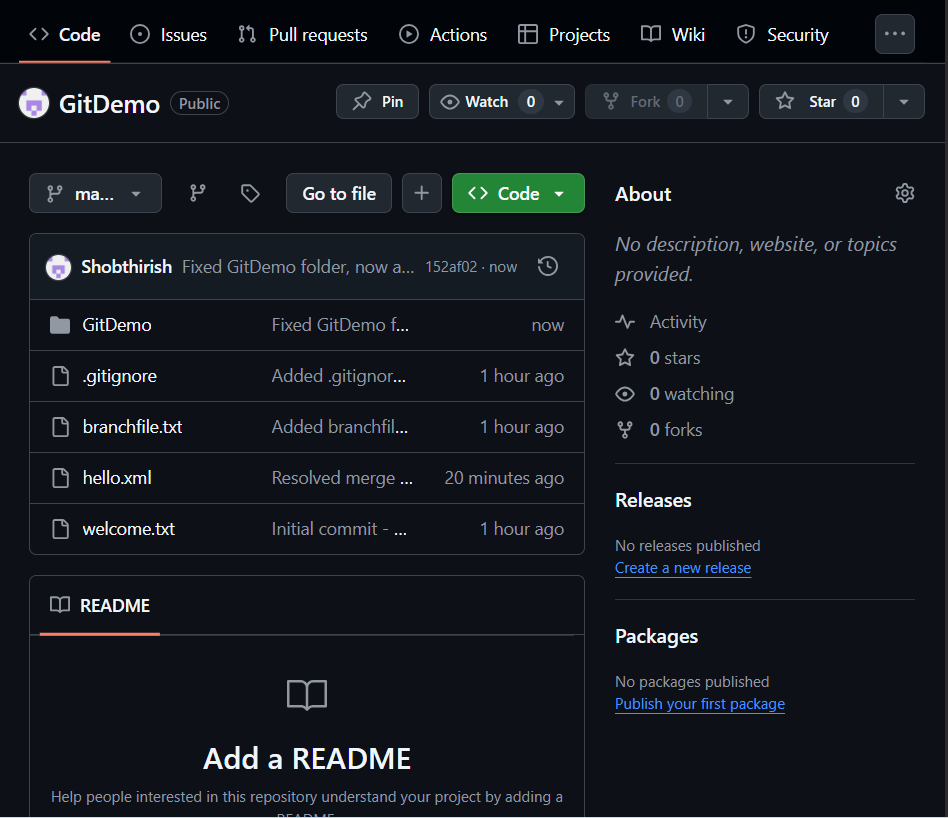 Code Issues Pull requests Actions Projects Wiki Security ...
GitDemo Public Pin Watch 0 Fork 0 Star 0
ma... Go to file + Code
Shobthirish Fixed GitDemo folder, now a... 152af02 · now
GitDemo Fixed GitDemo f... now
.gitignore Added .gitignor... 1 hour ago
branchfile.txt Added branchfil... 1 hour ago
hello.xml Resolved merge ... 20 minutes ago
welcome.txt Initial commit - ... 1 hour ago
README
Add a README
Help people interested in this repository understand your project by adding a
README
About
No description, website, or topics
provided.
Activity
0 stars
0 watching
0 forks
Releases
No releases published
Create a new release
Packages
No packages published
Publish your first package